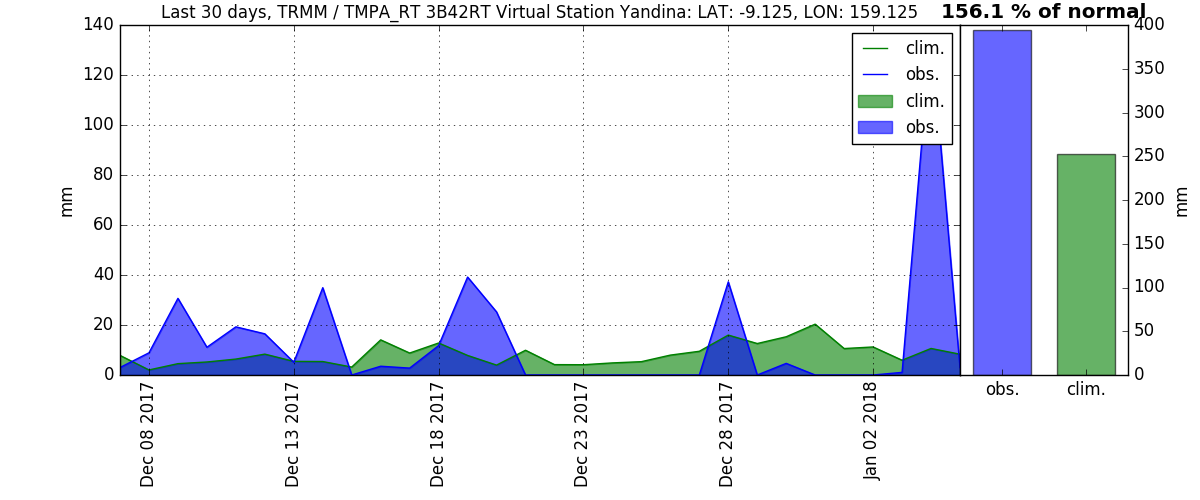 Last 30 days, TRMM / TMPA_RT 3B42RT Virtual Station Yandina: LAT: -9.125, LON: 159.125
156.1 % of normal
140
120
100
80
60
40
20
0
mm
clim.
obs.
clim.
obs.
Dec 08 2017
Dec 13 2017
Dec 18 2017
Dec 23 2017
Dec 28 2017
Jan 02 2018
400
350
300
250
200
150
100
50
0
mm
obs.
clim.